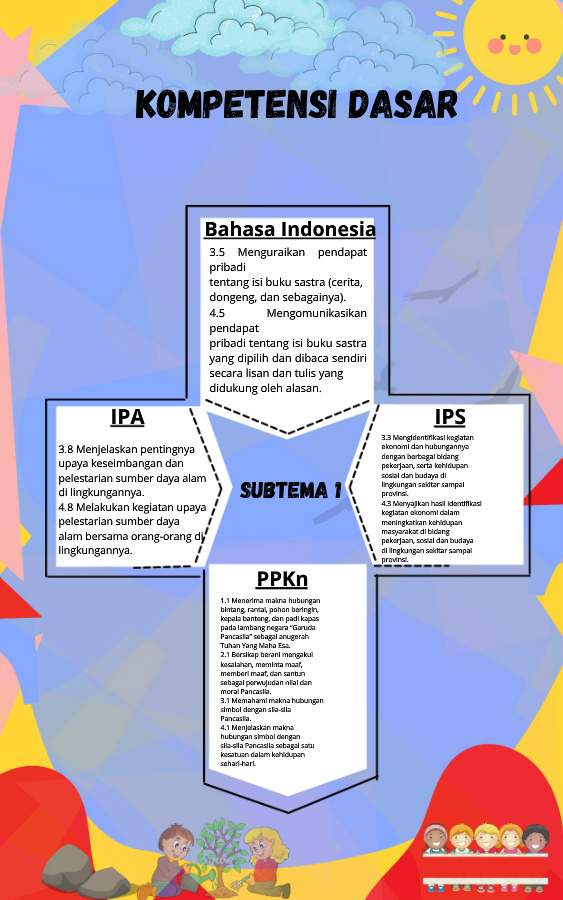 KOMPETENSI DASAR
Bahasa Indonesia
3.5 Menguraikan pendapat
pribadi
tentang isi buku sastra (cerita,
dongeng, dan sebagainya).
4.5 Mengomunikasikan
pendapat
pribadi tentang isi buku sastra
yang dipilih dan dibaca sendiri
secara lisan dan tulis yang
didukung oleh alasan.
IPA
3.8 Menjelaskan pentingnya
upaya keseimbangan dan
pelestarian sumber daya alam
di lingkungannya.
4.8 Melakukan kegiatan upaya
pelestarian sumber daya
alam bersama orang-orang di
lingkungannya.
SUBTEMA 1
IPS
3.3 Mengidentifikasi kegiatan
ekonomi dan hubungannya
dengan berbagai bidang
pekerjaan, serta kehidupan
sosial dan budaya di
lingkungan sekitar sampai
provinsi.
4.3 Menyajikan hasil identifikasi
kegiatan ekonomi dalam
meningkatkan kehidupan
masyarakat di bidang
pekerjaan, sosial dan budaya
di lingkungan sekitar sampai
provinsi.
PPKn
1.1 Menerima makna hubungan
bintang, rantai, pohon beringin,
kepala banteng, dan padi kapas
pada lambang negara “Garuda
Pancasila” sebagai anugerah
Tuhan Yang Maha Esa.
2.1 Bersikap berani mengakui
kesalahan, meminta maaf,
memberi maaf, dan santun
sebagai perwujudan nilai dan
moral Pancasila.
3.1 Memahami makna hubungan
simbol dengan sila-sila
Pancasila.
4.1 Menjelaskan makna
hubungan simbol dengan
sila-sila Pancasila sebagai satu
kesatuan dalam kehidupan
sehari-hari.